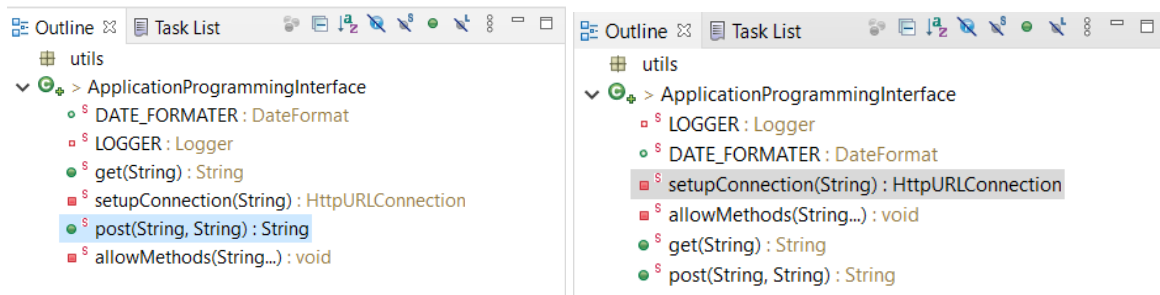 Outline Task List
utils
> ApplicationProgrammingInterface
S DATE_FORMATER : DateFormat
S LOGGER : Logger
S get(String) : String
S setupConnection(String) : HttpURLConnection
S post(String, String) : String
S allowMethods(String...) : void
Outline Task List
utils
> ApplicationProgrammingInterface
S LOGGER : Logger
S DATE_FORMATER : DateFormat
S setupConnection(String) : HttpURLConnection
S allowMethods(String...) : void
S get(String) : String
S post(String, String) : String